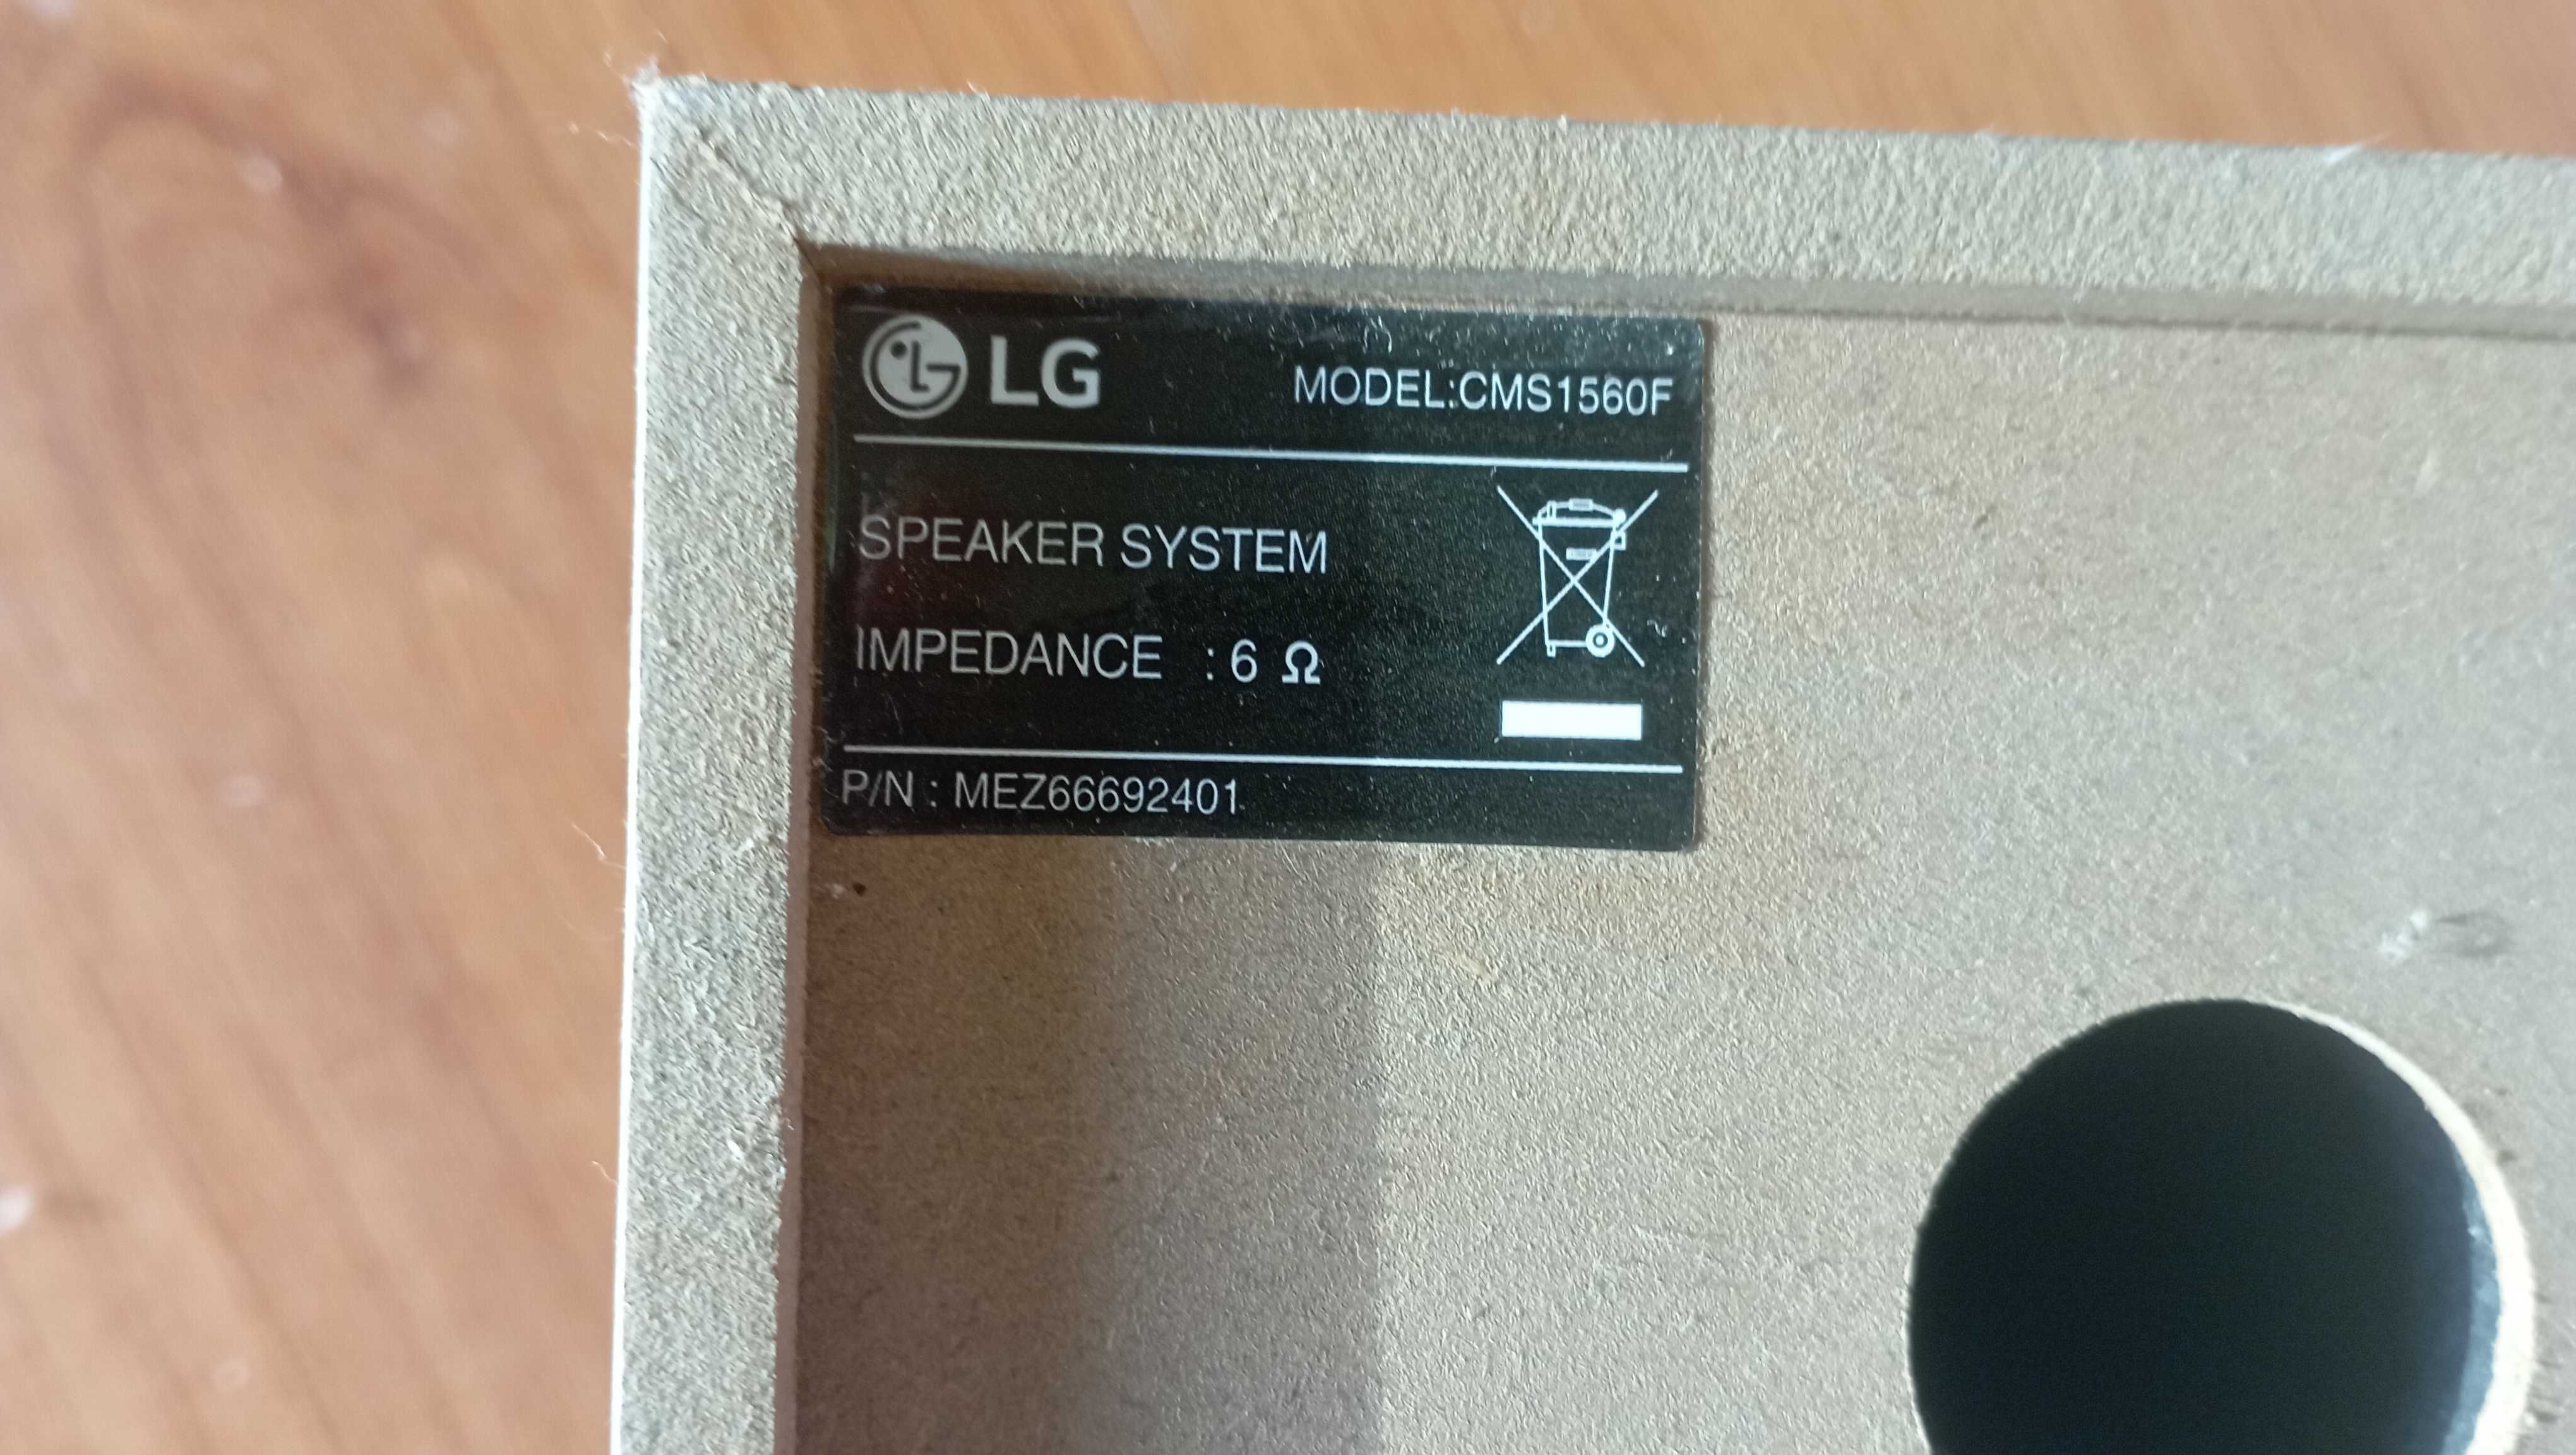 LG MODEL:CMS1560F
SPEAKER SYSTEM
IMPEDANCE : 6 Ω
P/N : MEZ66692401